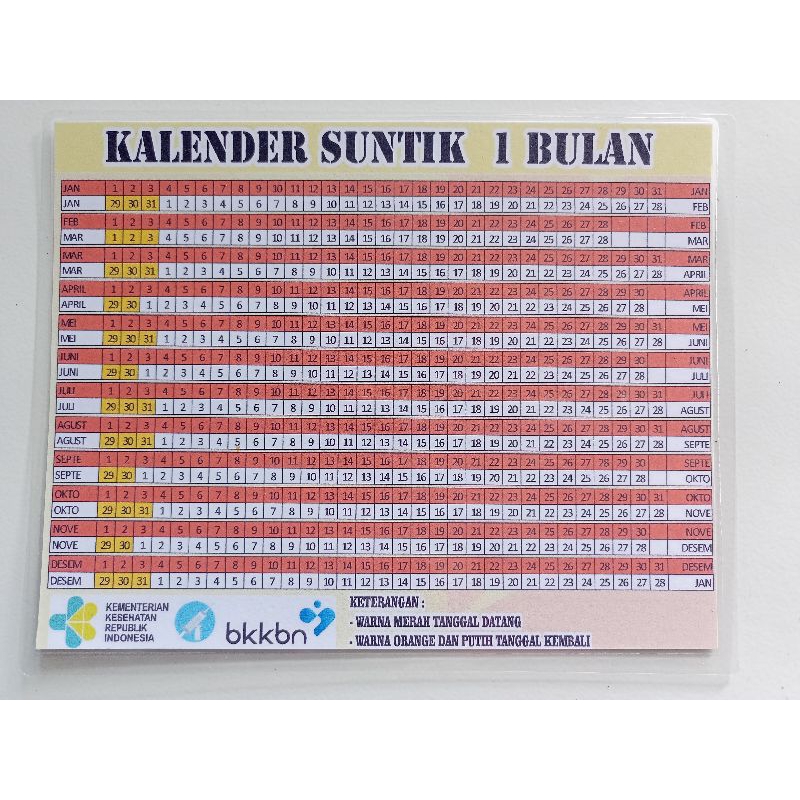 KALENDER SUNTIK 1 BULAN
JAN 1 2 3 4 5 6 7 8 9 10 11 12 13 14 15 16 17 18 19 20 21 22 23 24 25 26 27 28 29 30 31 JAN
JAN 29 30 31 1 2 3 4 5 6 7 8 9 10 11 12 13 14 15 16 17 18 19 20 21 22 23 24 25 26 27 28 FEB
FEB 1 2 3 4 5 6 7 8 9 10 11 12 13 14 15 16 17 18 19 20 21 22 23 24 25 26 27 28 FEB
MAR 1 2 3 4 5 6 7 8 9 10 11 12 13 14 15 16 17 18 19 20 21 22 23 24 25 26 27 28 MAR
MAR 1 2 3 4 5 6 7 8 9 10 11 12 13 14 15 16 17 18 19 20 21 22 23 24 25 26 27 28 29 30 31 MAR
MAR 29 30 31 1 2 3 4 5 6 7 8 9 10 11 12 13 14 15 16 17 18 19 20 21 22 23 24 25 26 27 28 APRIL
APRIL 1 2 3 4 5 6 7 8 9 10 11 12 13 14 15 16 17 18 19 20 21 22 23 24 25 26 27 28 29 30 APRIL
APRIL 29 30 1 2 3 4 5 6 7 8 9 10 11 12 13 14 15 16 17 18 19 20 21 22 23 24 25 26 27 28 MEI
MEI 1 2 3 4 5 6 7 8 9 10 11 12 13 14 15 16 17 18 19 20 21 22 23 24 25 26 27 28 29 30 31 MEI
MEI 29 30 31 1 2 3 4 5 6 7 8 9 10 11 12 13 14 15 16 17 18 19 20 21 22 23 24 25 26 27 28 JUNI
JUNI 1 2 3 4 5 6 7 8 9 10 11 12 13 14 15 16 17 18 19 20 21 22 23 24 25 26 27 28 29 30 JUNI
JUNI 29 30 1 2 3 4 5 6 7 8 9 10 11 12 13 14 15 16 17 18 19 20 21 22 23 24 25 26 27 28 JULI
JULI 1 2 3 4 5 6 7 8 9 10 11 12 13 14 15 16 17 18 19 20 21 22 23 24 25 26 27 28 29 30 31 JULI
JULI 29 30 31 1 2 3 4 5 6 7 8 9 10 11 12 13 14 15 16 17 18 19 20 21 22 23 24 25 26 27 28 AGUST
AGUST 1 2 3 4 5 6 7 8 9 10 11 12 13 14 15 16 17 18 19 20 21 22 23 24 25 26 27 28 29 30 31 AGUST
AGUST 29 30 31 1 2 3 4 5 6 7 8 9 10 11 12 13 14 15 16 17 18 19 20 21 22 23 24 25 26 27 28 SEPTE
SEPTE 1 2 3 4 5 6 7 8 9 10 11 12 13 14 15 16 17 18 19 20 21 22 23 24 25 26 27 28 29 30 SEPTE
SEPTE 29 30 1 2 3 4 5 6 7 8 9 10 11 12 13 14 15 16 17 18 19 20 21 22 23 24 25 26 27 28 OKTO
OKTO 1 2 3 4 5 6 7 8 9 10 11 12 13 14 15 16 17 18 19 20 21 22 23 24 25 26 27 28 29 30 31 OKTO
OKTO 29 30 31 1 2 3 4 5 6 7 8 9 10 11 12 13 14 15 16 17 18 19 20 21 22 23 24 25 26 27 28 NOVE
NOVE 1 2 3 4 5 6 7 8 9 10 11 12 13 14 15 16 17 18 19 20 21 22 23 24 25 26 27 28 29 30 NOVE
NOVE 29 30 1 2 3 4 5 6 7 8 9 10 11 12 13 14 15 16 17 18 19 20 21 22 23 24 25 26 27 28 DESEM
DESEM 1 2 3 4 5 6 7 8 9 10 11 12 13 14 15 16 17 18 19 20 21 22 23 24 25 26 27 28 29 30 31 DESEM
DESEM 29 30 31 1 2 3 4 5 6 7 8 9 10 11 12 13 14 15 16 17 18 19 20 21 22 23 24 25 26 27 28 JAN
KEMENTERIAN
KESEHATAN
REPUBLIK
INDONESIA
bkkbn
KETERANGAN :
- WARNA MERAH TANGGAL DATANG
- WARNA ORANGE DAN PUTIH TANGGAL KEMBALI